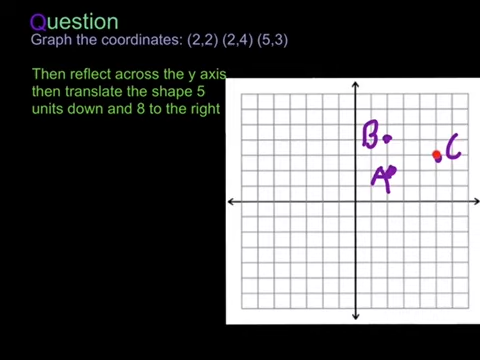 Question
Graph the coordinates: (2,2) (2,4) (5,3)
Then reflect across the y axis
then translate the shape 5
units down and 8 to the right
B
C
A